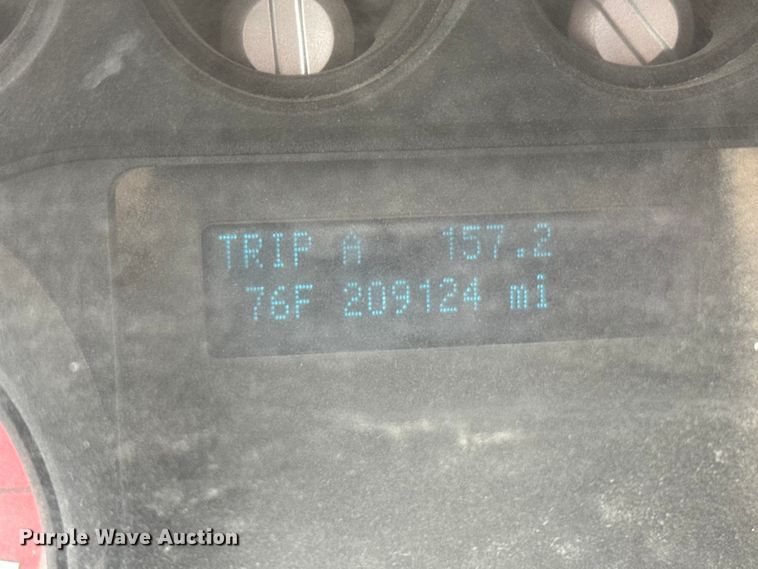 TRIP A 157.2
76F 209124 mi
Purple Wave Auction